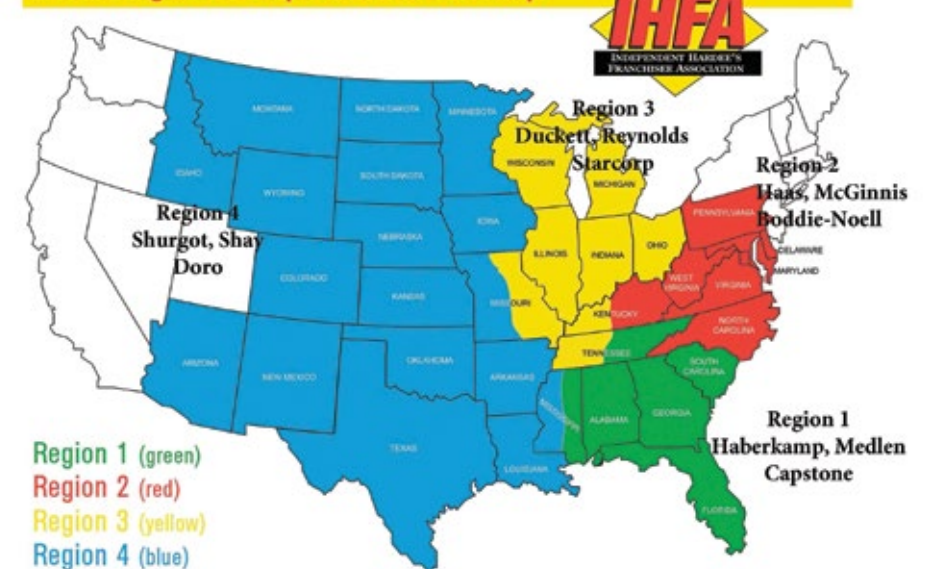 IHFA
INDEPENDENT HARDEE'S
FRANCHISEE ASSOCIATION
Region 3
Duckett, Reynolds
Starcorp
Region 2
Haas, McGinnis
Boddie-Noell
Region 4
Shurgot, Shay
Doro
Region 1
Haberkamp, Medlen
Capstone
MONTANA
NORTH DAKOTA
MINNESOTA
WISCONSIN
MICHIGAN
IDAHO
WYOMING
SOUTH DAKOTA
IOWA
NEBRASKA
ILLINOIS
INDIANA
OHIO
PENNSYLVANIA
DELAWARE
MARYLAND
WEST
VIRGINIA
VIRGINIA
COLORADO
KANSAS
MISSOURI
KENTUCKY
NORTH
CAROLINA
TENNESSEE
SOUTH
CAROLINA
ARIZONA
NEW MEXICO
OKLAHOMA
ARKANSAS
MISSISSIPPI
ALABAMA
GEORGIA
TEXAS
LOUISIANA
FLORIDA
Region 1 (green)
Region 2 (red)
Region 3 (yellow)
Region 4 (blue)